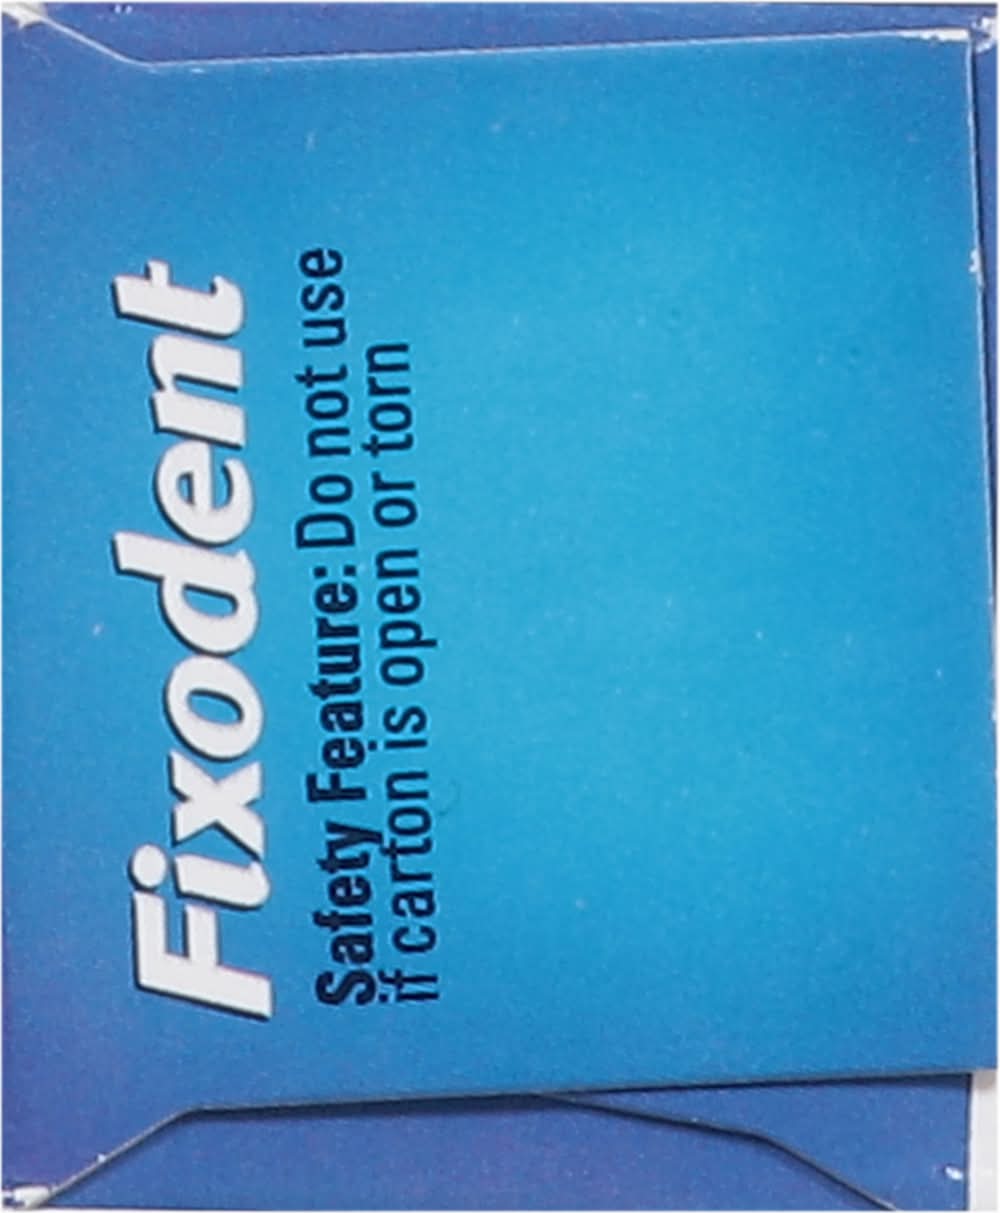 Fixodent
Safety Feature: Do not use
if carton is open or torn